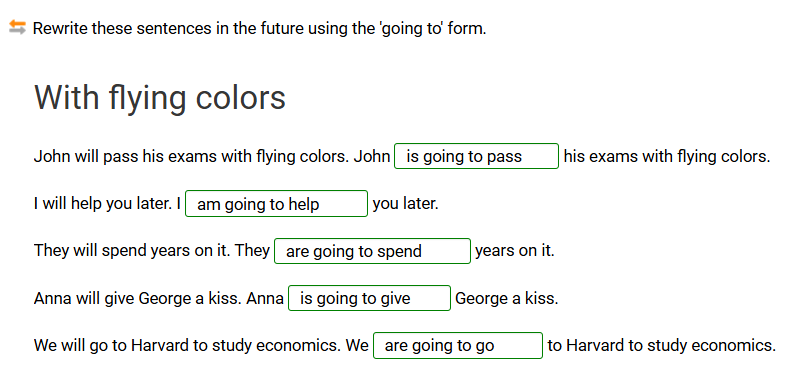 Rewrite these sentences in the future using the 'going to' form.
With flying colors
John will pass his exams with flying colors. John is going to pass his exams with flying colors.
I will help you later. I am going to help you later.
They will spend years on it. They are going to spend years on it.
Anna will give George a kiss. Anna is going to give George a kiss.
We will go to Harvard to study economics. We are going to go to Harvard to study economics.